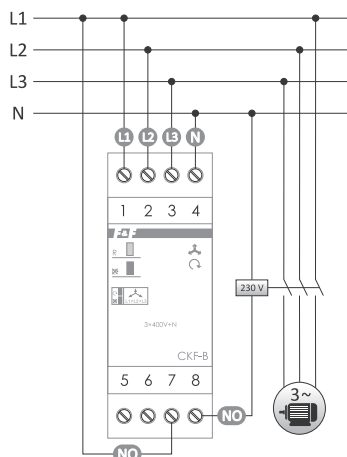 L1
L2
L3
N
L1 L2 L3 N
1 2 3 4
F&F
R
230 V
3×400V+N
CKF-B
5 6 7 8
3~
NO
NO